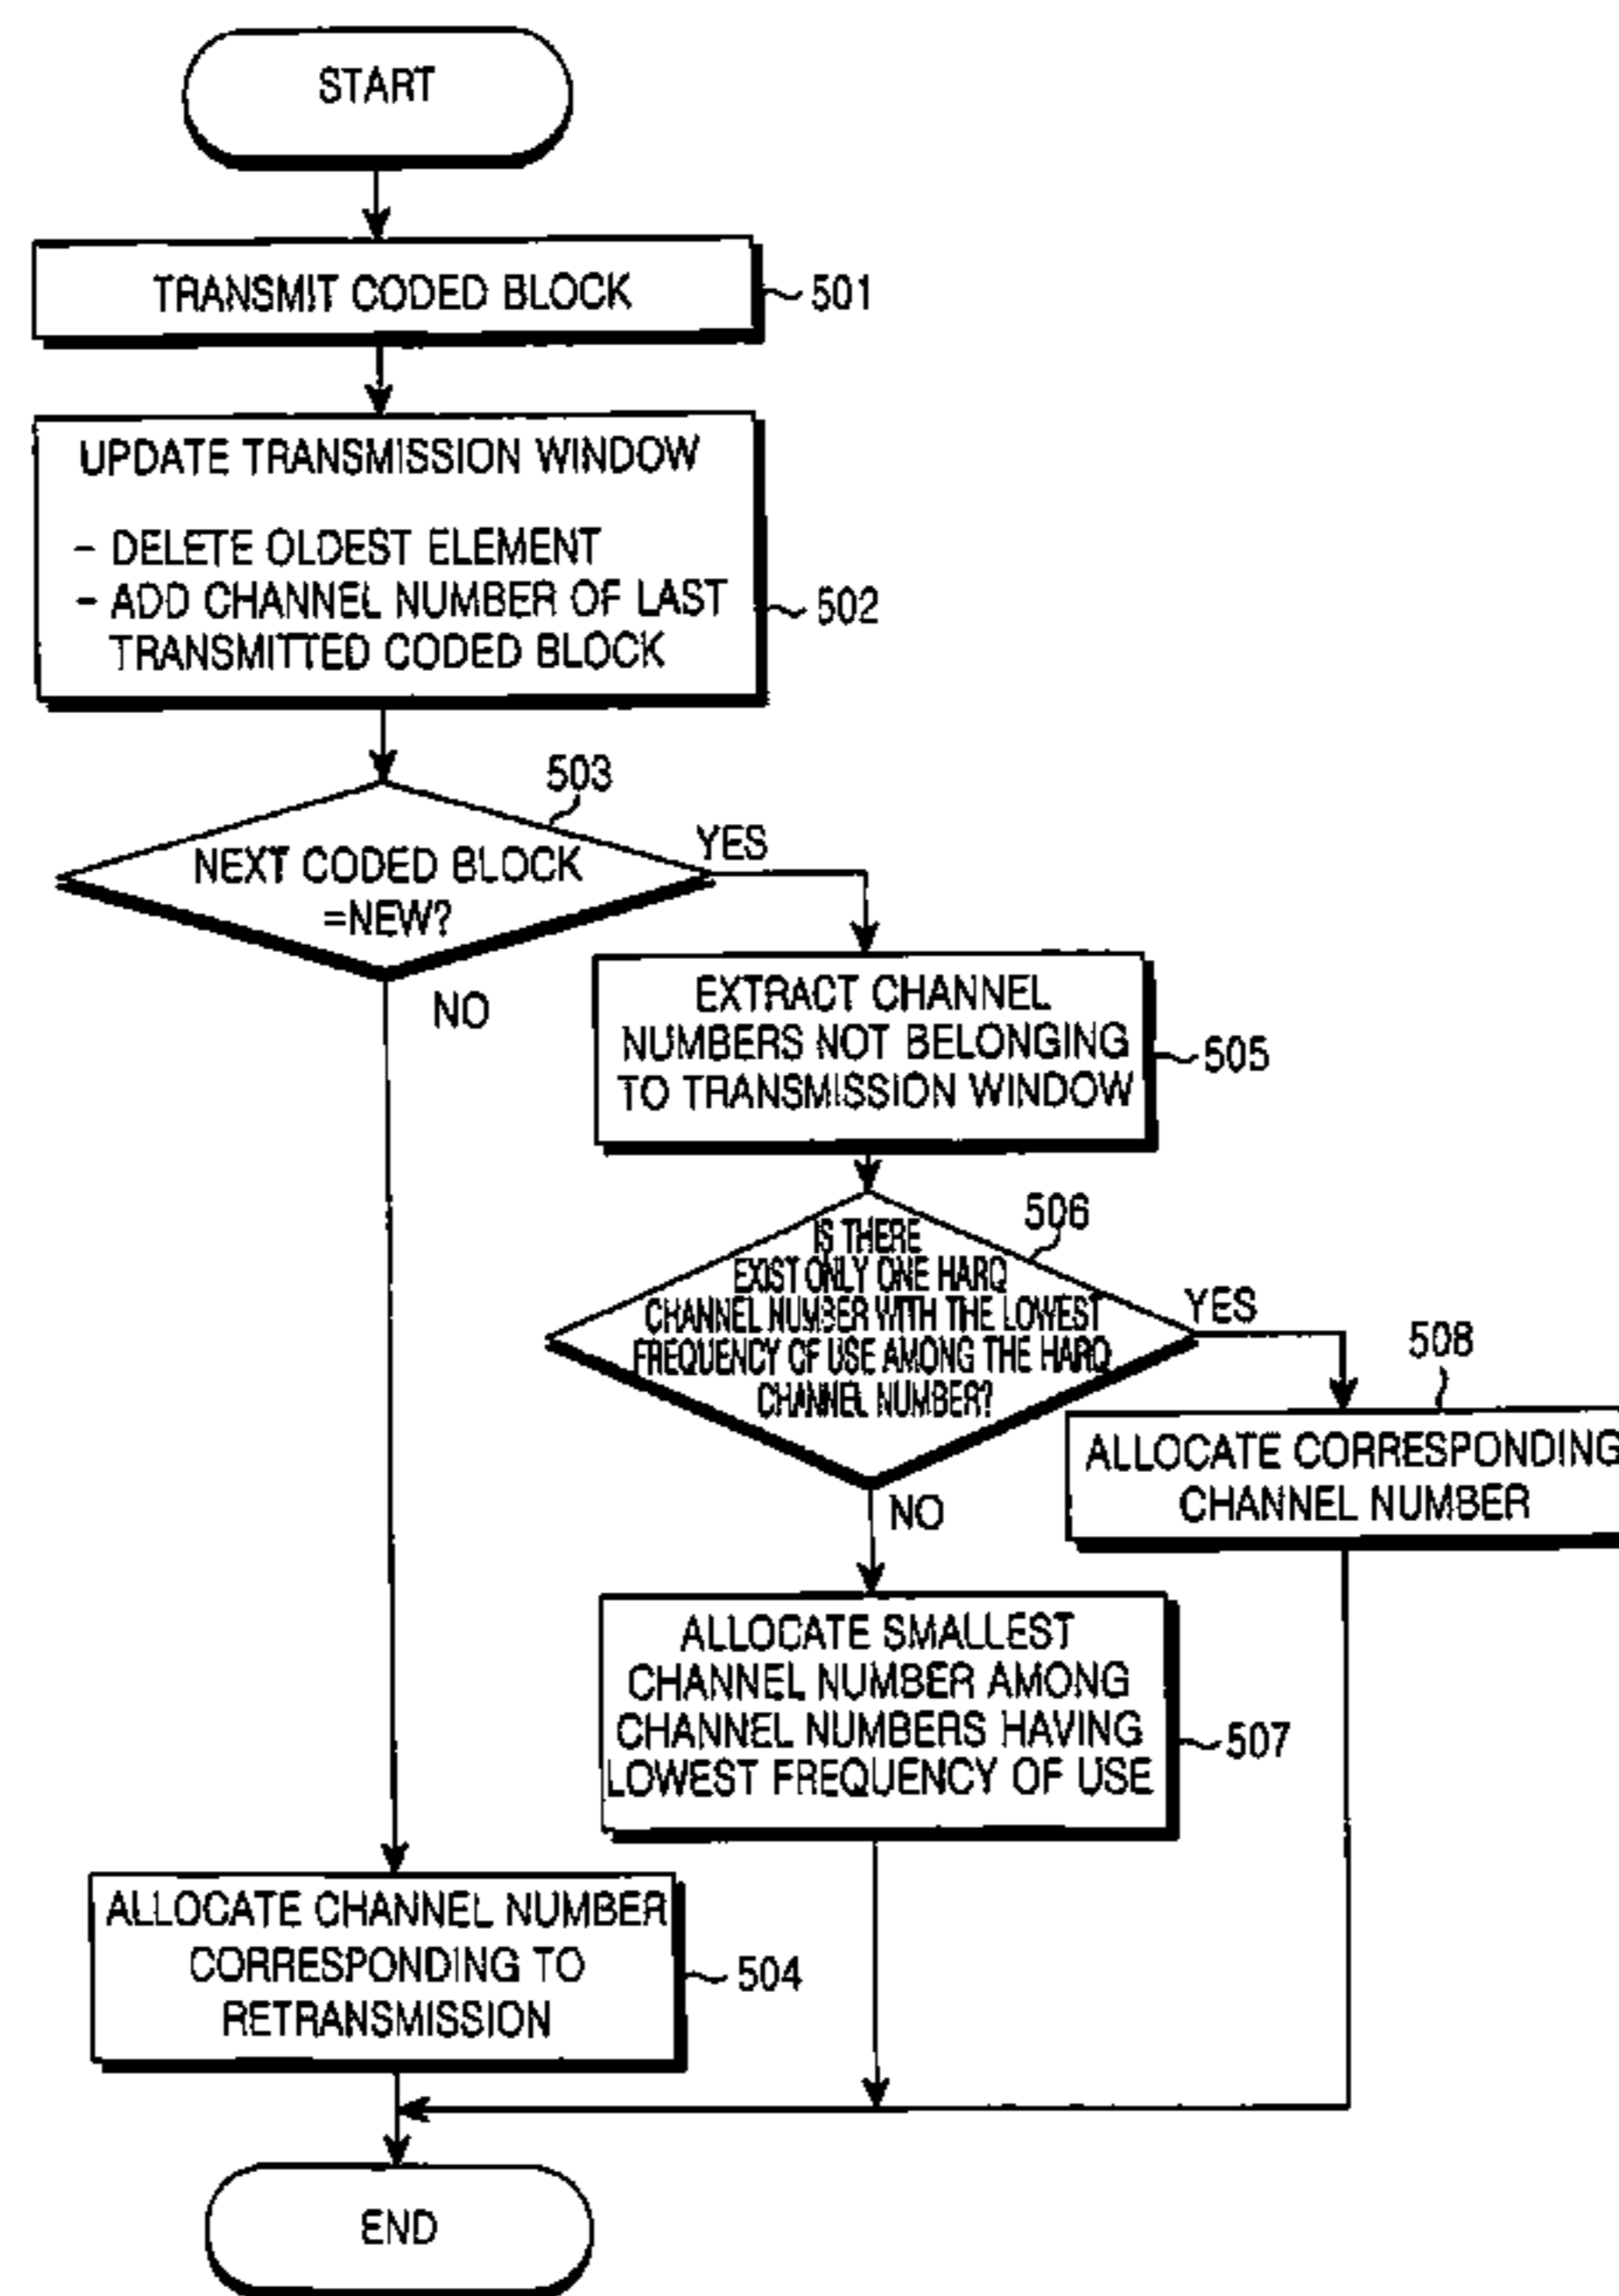 START
TRANSMIT CODED BLOCK
501
UPDATE TRANSMISSION WINDOW
- DELETE OLDEST ELEMENT
- ADD CHANNEL NUMBER OF LAST
TRANSMITTED CODED BLOCK
502
503
NEXT CODED BLOCK
=NEW?
YES
NO
EXTRACT CHANNEL
NUMBERS NOT BELONGING
TO TRANSMISSION WINDOW
505
506
IS THERE
EXIST ONLY ONE HARQ
CHANNEL NUMBER WITH THE LOWEST
FREQUENCY OF USE AMONG THE HARQ
CHANNEL NUMBER?
YES
NO
508
ALLOCATE CORRESPONDING
CHANNEL NUMBER
ALLOCATE SMALLEST
CHANNEL NUMBER AMONG
CHANNEL NUMBERS HAVING
LOWEST FREQUENCY OF USE
507
ALLOCATE CHANNEL NUMBER
CORRESPONDING TO
RETRANSMISSION
504
END